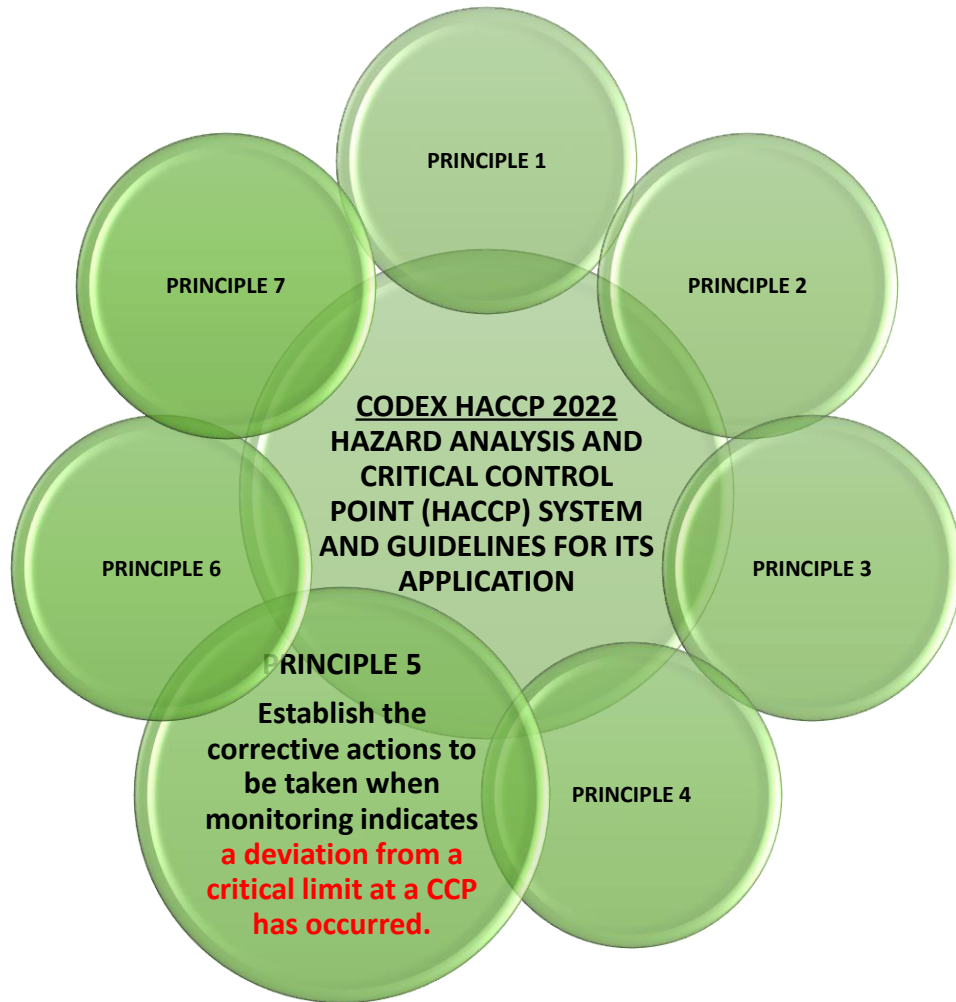 PRINCIPLE 1
PRINCIPLE 2
PRINCIPLE 7
CODEX HACCP 2022
HAZARD ANALYSIS AND
CRITICAL CONTROL
POINT (HACCP) SYSTEM
AND GUIDELINES FOR ITS
APPLICATION
PRINCIPLE 3
PRINCIPLE 6
PRINCIPLE 4
PRINCIPLE 5
Establish the
corrective actions to
be taken when
monitoring indicates
a deviation from a
critical limit at a CCP
has occurred.